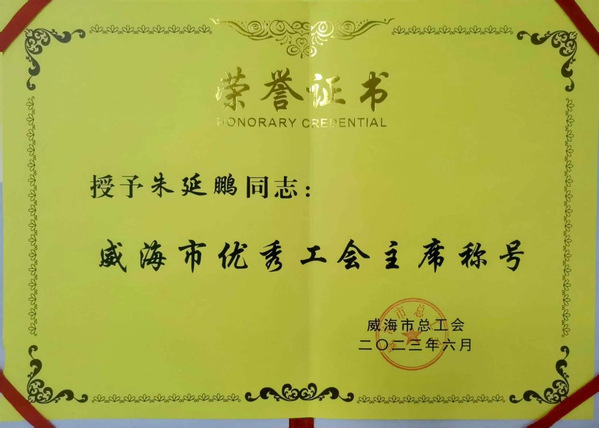 荣誉证书
HONORARY CREDENTIAL
授予朱延鹏同志：
威海市优秀工会主席称号
威海市总工会
二〇二三年六月